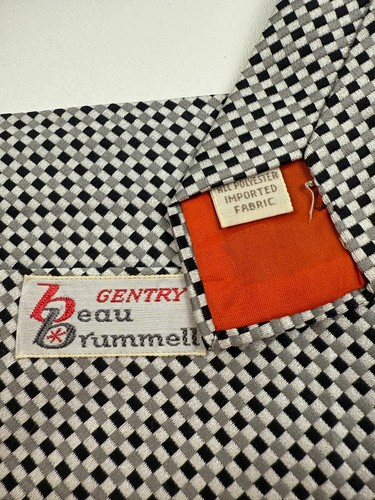 ALL POLYESTER
IMPORTED
FABRIC
GENTRY
Beau
Brummell